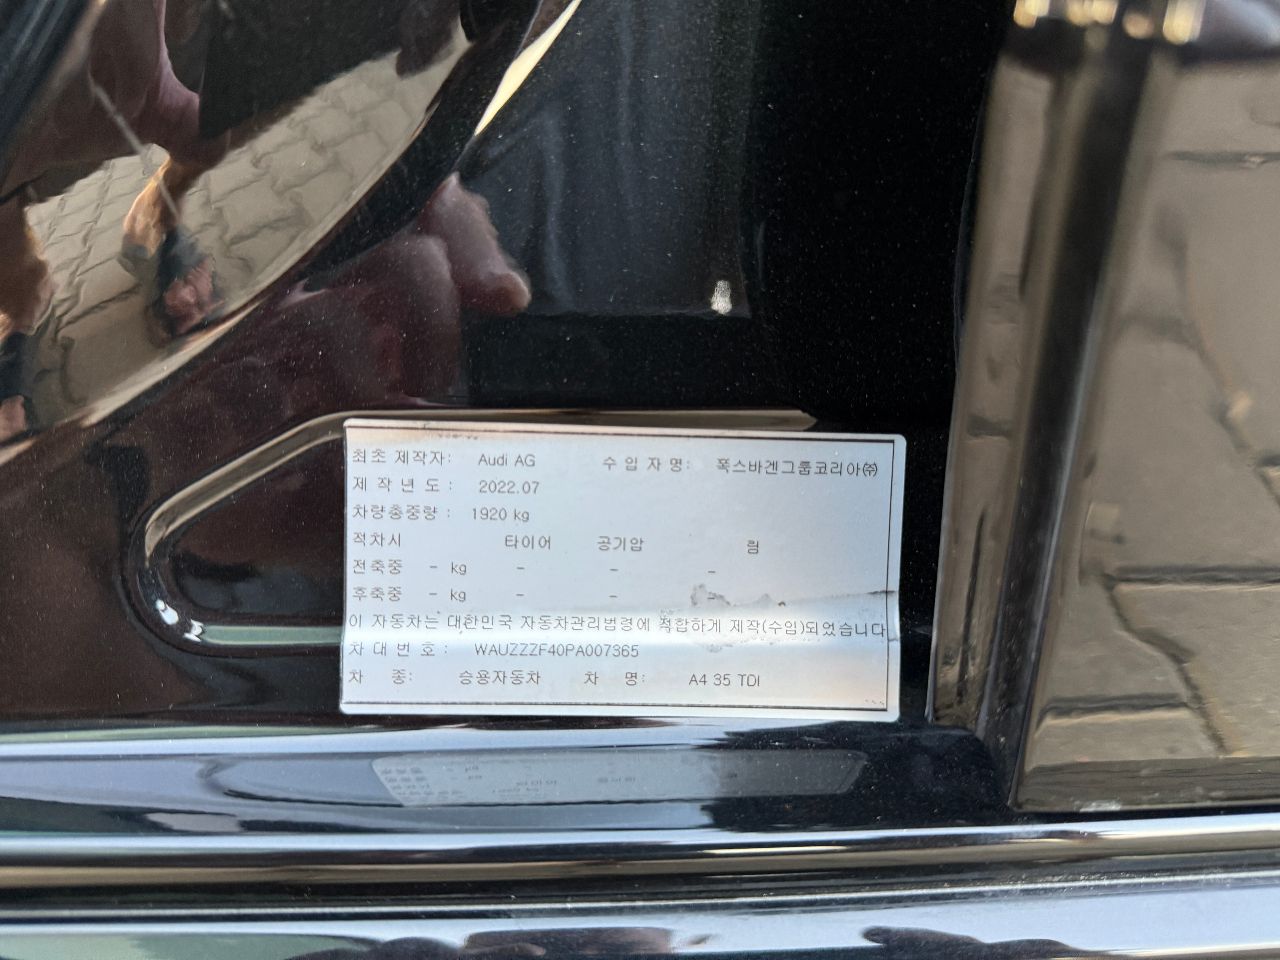 최초 제작자: Audi AG 수 입 자 명: 폭스바겐그룹코리아㈜
제 작 년 도 : 2022.07
차량총중량 : 1920 kg
적차시 타이어 공기압 림
전축중 - kg - - -
후축중 - kg - - -
이 자동차는 대한민국 자동차관리법령에 적합하게 제작(수입)되었습니다
차 대 번 호 : WAUZZZF40PA007365
차 종: 승용자동차 차 명: A4 35 TDI